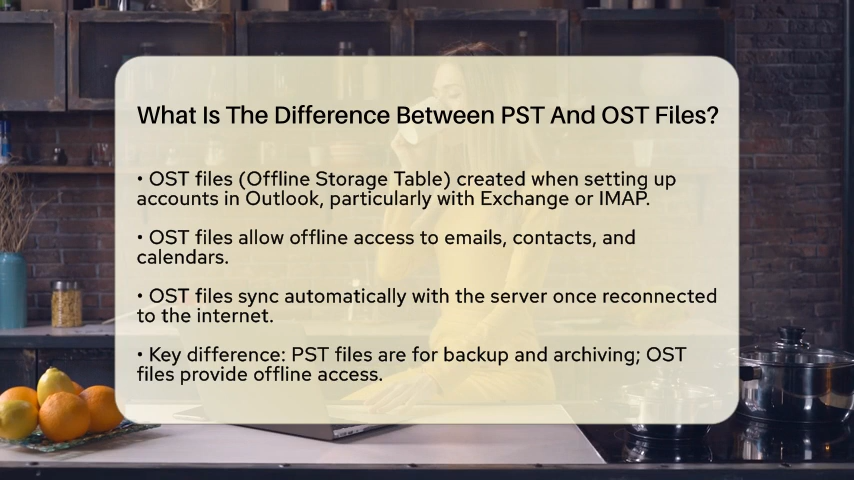 What Is The Difference Between PST And OST Files?
• OST files (Offline Storage Table) created when setting up
accounts in Outlook, particularly with Exchange or IMAP.
• OST files allow offline access to emails, contacts, and
calendars.
• OST files sync automatically with the server once reconnected
to the internet.
• Key difference: PST files are for backup and archiving; OST
files provide offline access.